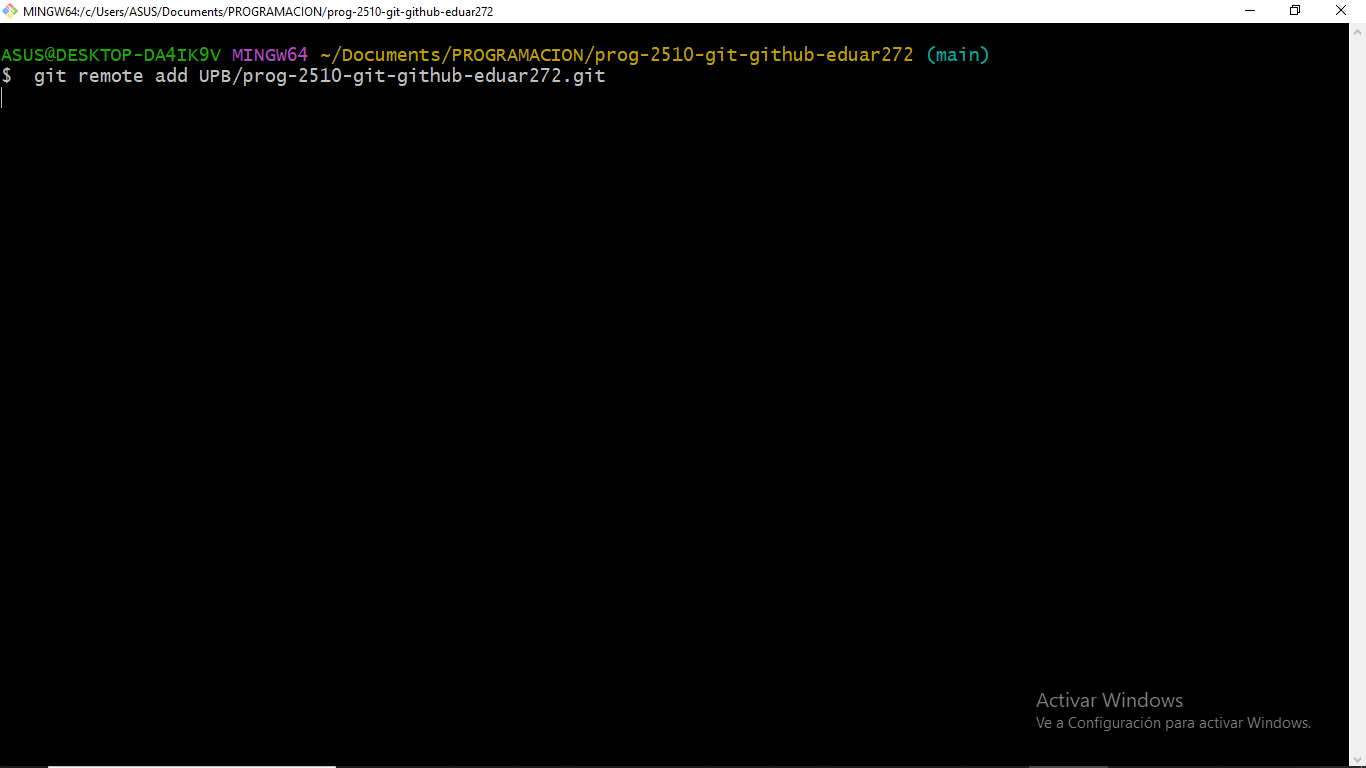 MINGW64:/c/Users/ASUS/Documents/PROGRAMACION/prog-2510-git-github-eduar272
ASUS@DESKTOP-DA4IK9V MINGW64 ~/Documents/PROGRAMACION/prog-2510-git-github-eduar272 (main)
$  git remote add UPB/prog-2510-git-github-eduar272.git
Activar Windows
Ve a Configuración para activar Windows.